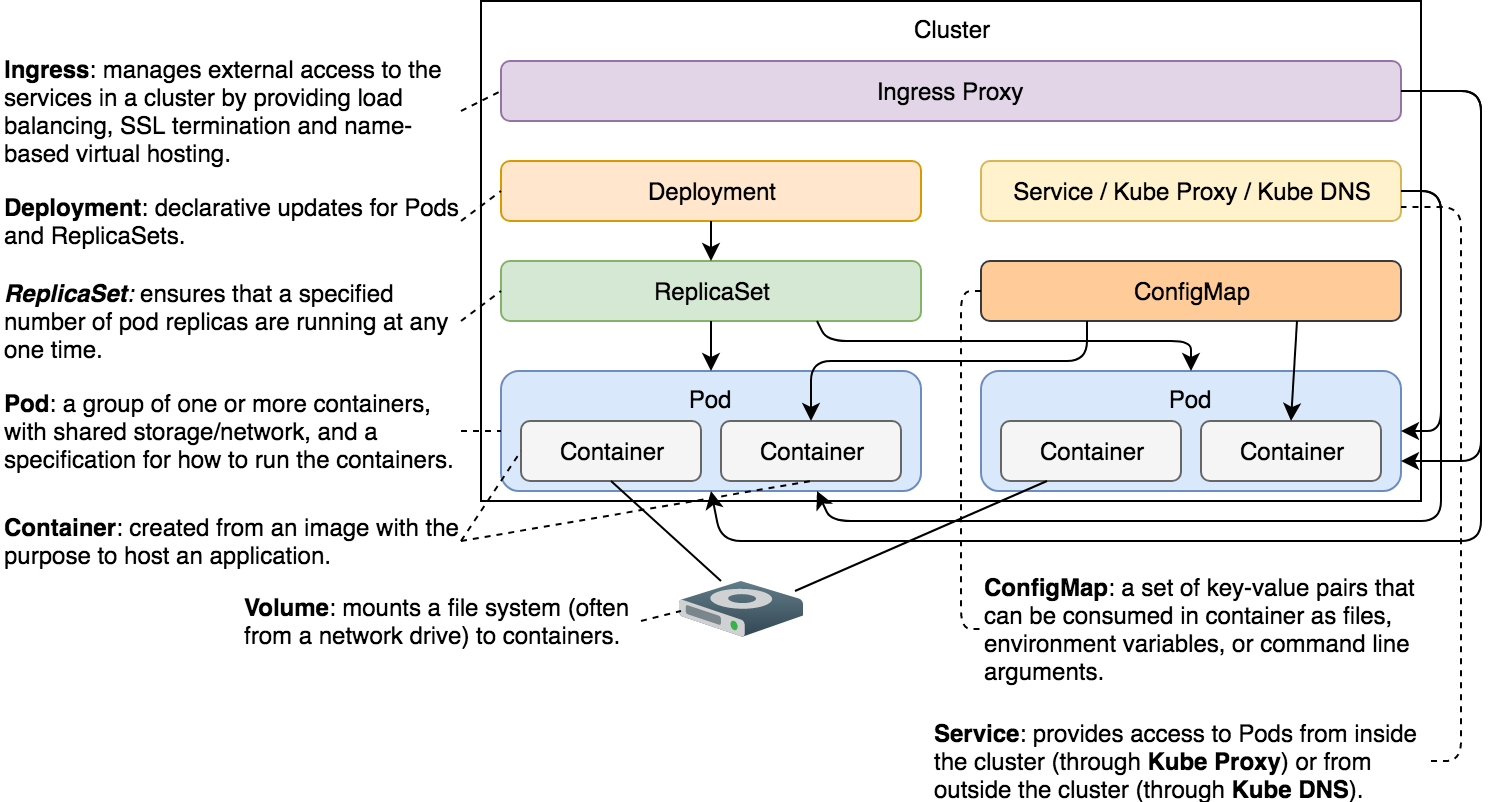 Cluster
Ingress: manages external access to the
services in a cluster by providing load
balancing, SSL termination and name-
based virtual hosting.
Ingress Proxy
Deployment: declarative updates for Pods
and ReplicaSets.
Deployment
Service / Kube Proxy / Kube DNS
ReplicaSet: ensures that a specified
number of pod replicas are running at any
one time.
ReplicaSet
ConfigMap
Pod: a group of one or more containers,
with shared storage/network, and a
specification for how to run the containers.
Pod
Container
Container
Pod
Container
Container
Container: created from an image with the
purpose to host an application.
Volume: mounts a file system (often
from a network drive) to containers.
ConfigMap: a set of key-value pairs that
can be consumed in container as files,
environment variables, or command line
arguments.
Service: provides access to Pods from inside
the cluster (through Kube Proxy) or from
outside the cluster (through Kube DNS).